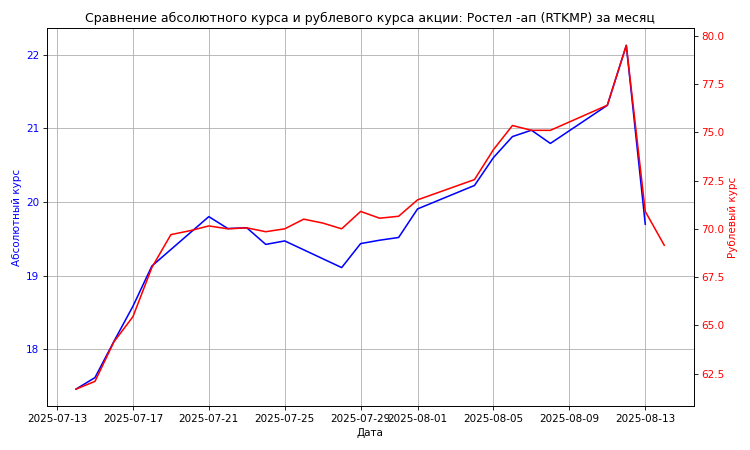 Сравнение абсолютного курса и рублевого курса акции: Ростел -ап (RTKMP) за месяц
Абсолютный курс
22
21
20
19
18
80.0
77.5
75.0
72.5
70.0
67.5
65.0
62.5
Рублевый курс
2025-07-13 2025-07-17 2025-07-21 2025-07-25 2025-07-29 2025-08-01 2025-08-05 2025-08-09 2025-08-13
Дата